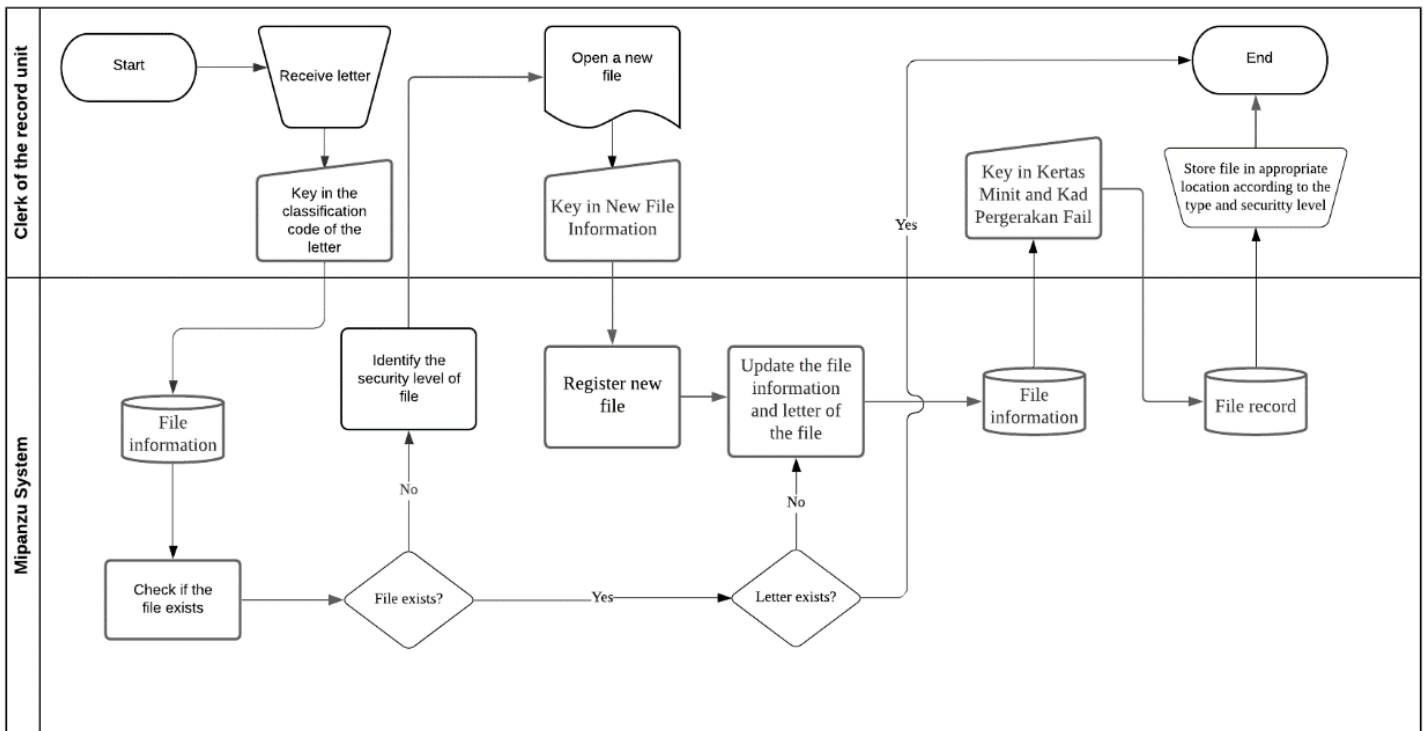 Clerk of the record unit
Start
Receive letter
Key in the
classification
code of the
letter
Open a new
file
Key in New File
Information
Yes
Key in Kertas
Minit and Kad
Pergerakan Fail
End
Store file in appropriate
location according to the
type and securitty level
Mipanzu System
File
information
Check if the
file exists
Identify the
security level of
file
No
File exists?
Yes
Register new
file
Update the file
information
and letter of
the file
No
Letter exists?
File
information
File record